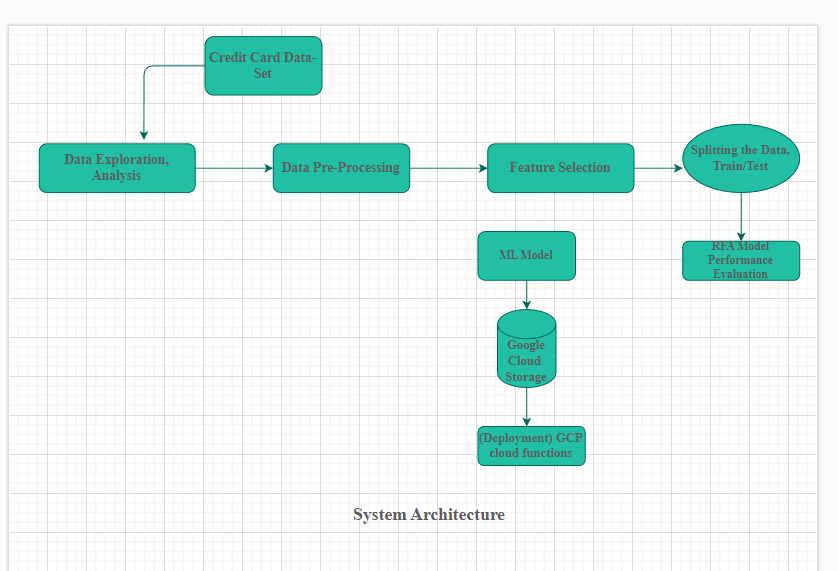 Credit Card Data-
Set
Data Exploration,
Analysis
Data Pre-Processing
Feature Selection
Splitting the Data,
Train/Test
RFA Model
Performance
Evaluation
ML Model
Google
Cloud
Storage
(Deployment) GCP
cloud functions
System Architecture